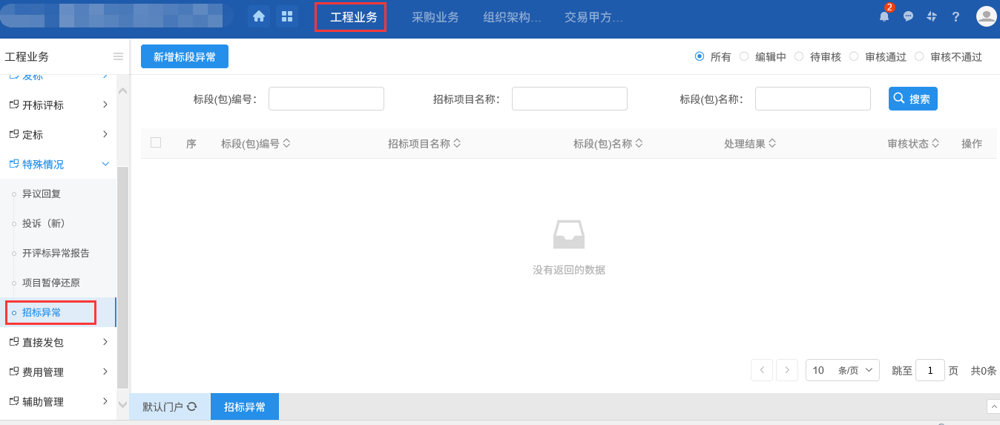 工程业务 采购业务 组织架构... 交易甲方... 2 ?
工程业务
新增标段异常
所有 编辑中 待审核 审核通过 审核不通过
发标
开标评标
定标
特殊情况
异议回复
投诉（新）
开评标异常报告
项目暂停还原
招标异常
直接发包
费用管理
辅助管理
标段(包)编号： 招标项目名称： 标段(包)名称： 搜索
序 标段(包)编号 招标项目名称 标段(包)名称 处理结果 审核状态 操作
没有返回的数据
10 条/页 跳至 1 页 共0条
默认门户 招标异常